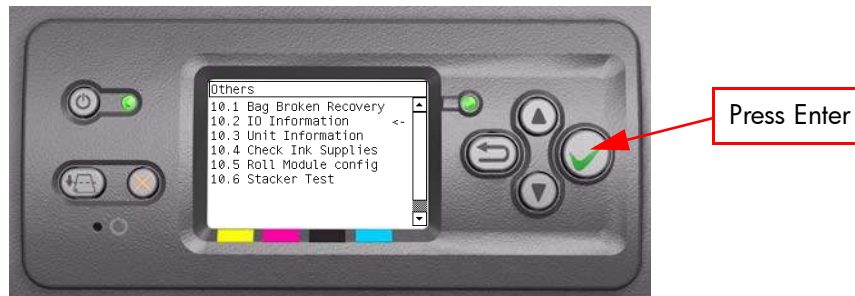 Others
10.1 Bag Broken Recovery
10.2 IO Information <-
10.3 Unit Information
10.4 Check Ink Supplies
10.5 Roll Module config
10.6 Stacker Test
Press Enter